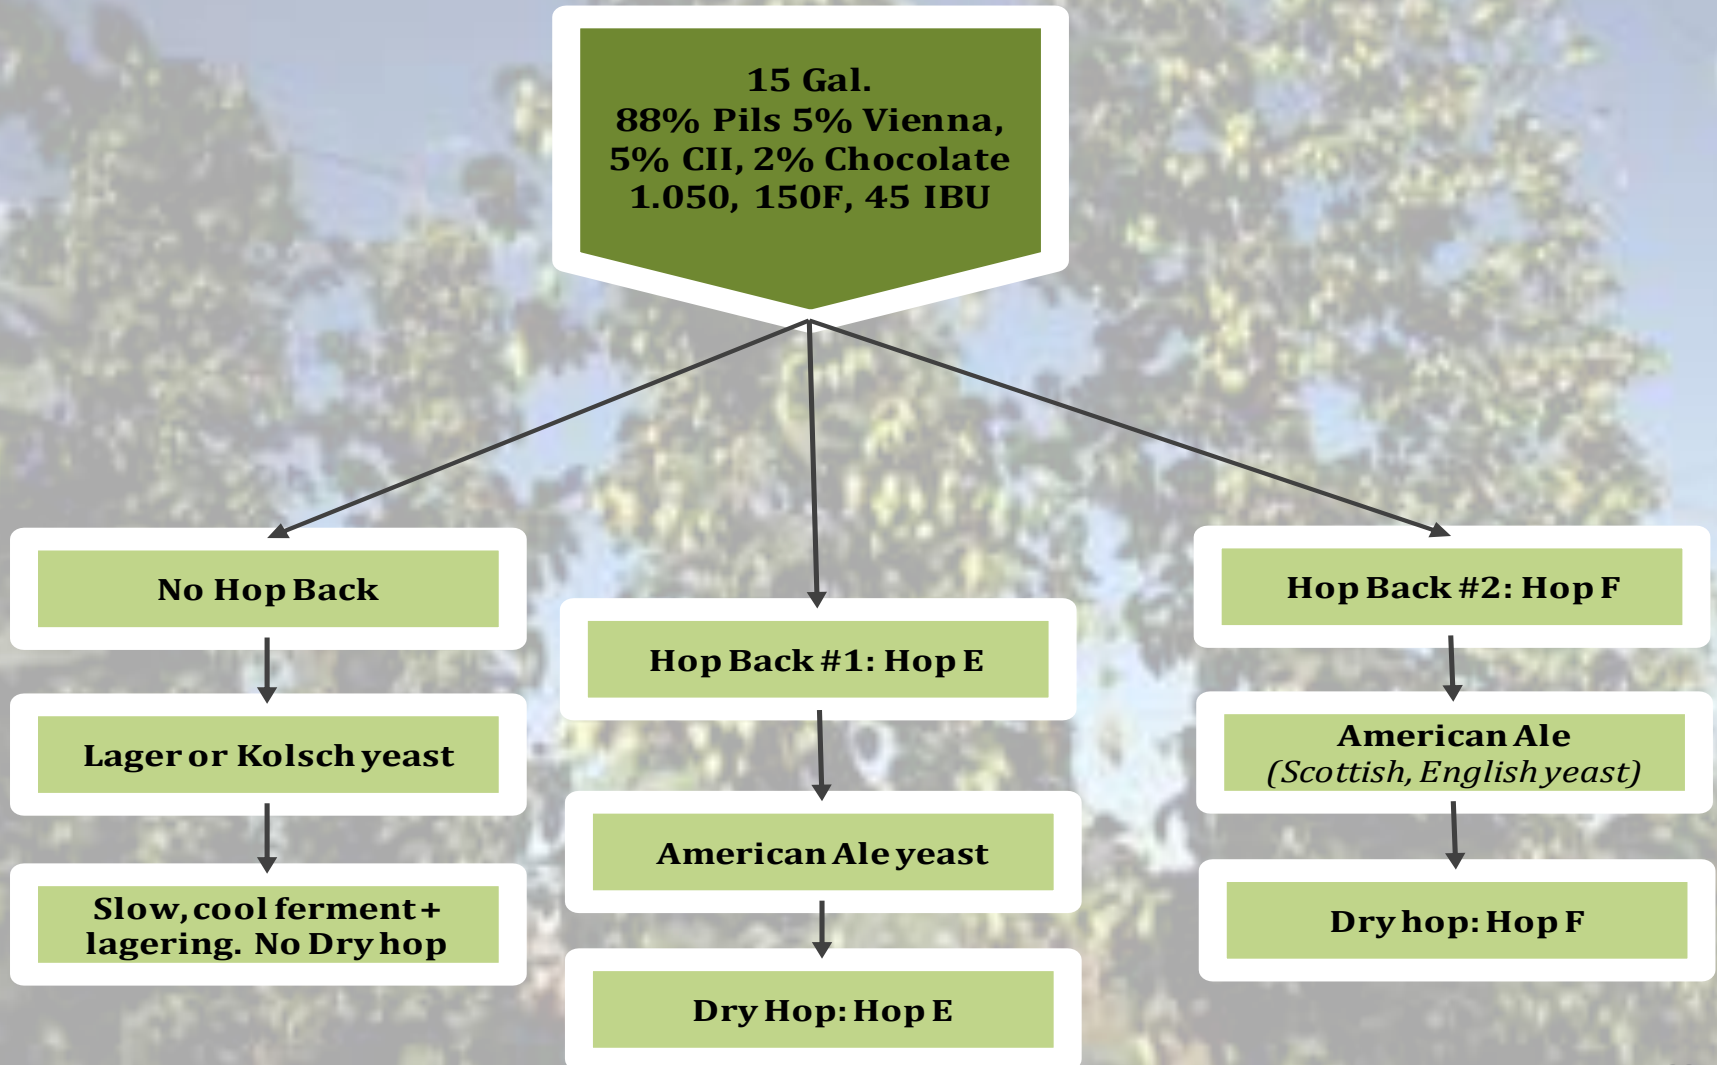 15 Gal.
88% Pils 5% Vienna,
5% CII, 2% Chocolate
1.050, 150F, 45 IBU
No Hop Back
Lager or Kolsch yeast
Slow, cool ferment +
lagering. No Dry hop
Hop Back #1: Hop E
American Ale yeast
Dry Hop: Hop E
Hop Back #2: Hop F
American Ale
(Scottish, English yeast)
Dry hop: Hop F